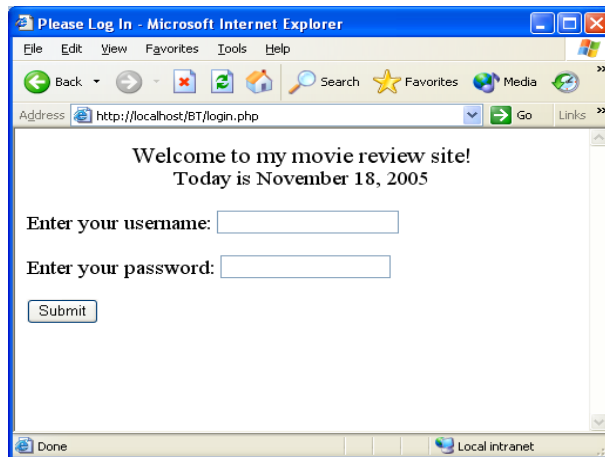 Please Log In - Microsoft Internet Explorer
File Edit View Favorites Tools Help
Back Search Favorites Media »
Address http://localhost/BT/login.php Go Links »
Welcome to my movie review site!
Today is November 18, 2005
Enter your username:
Enter your password:
Submit
Done Local intranet